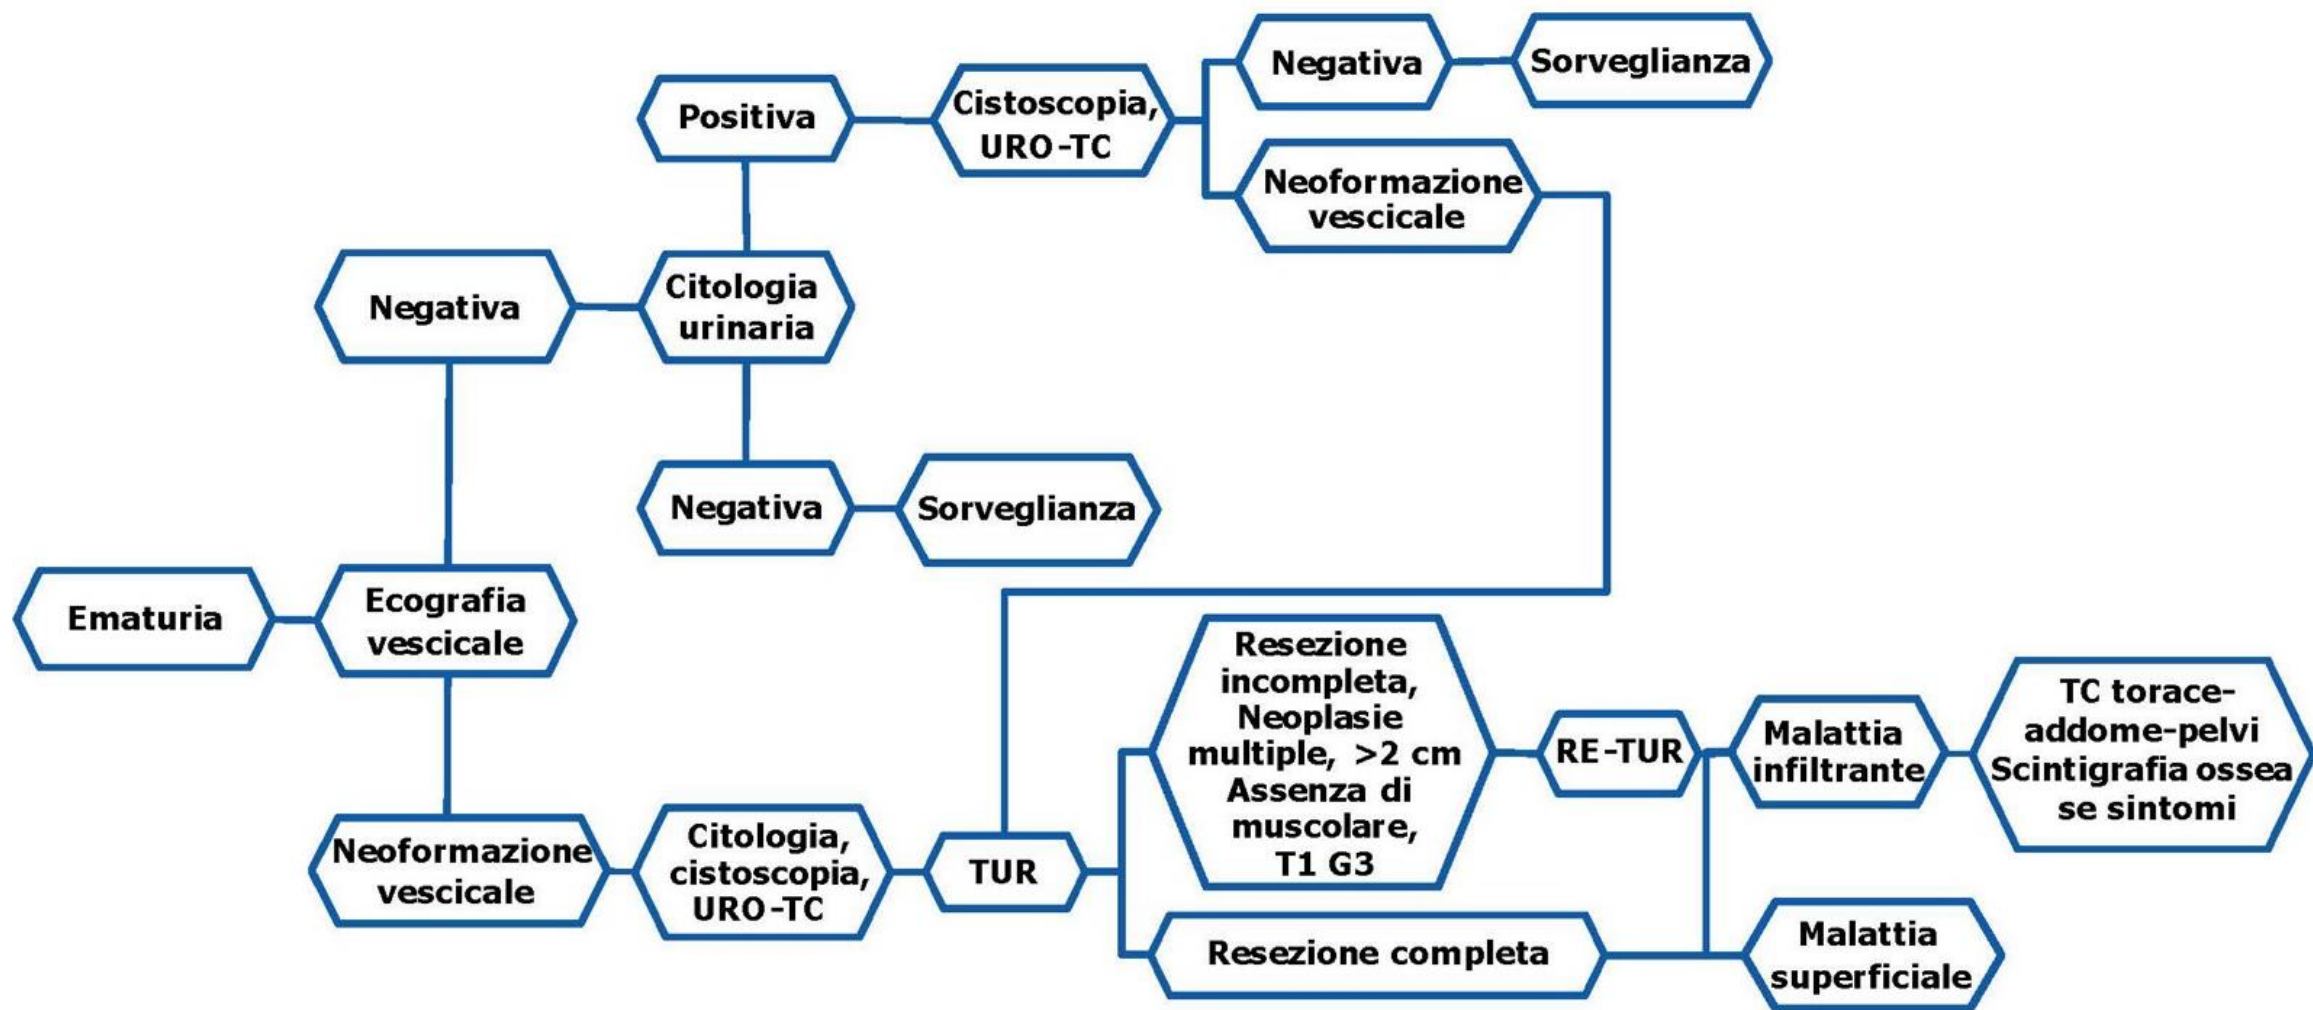 Negativa
Sorveglianza
Positiva
Cistoscopia,
URO-TC
Neoformazione
vescicale
Negativa
Citologia
urinaria
Negativa
Sorveglianza
Ematuria
Ecografia
vescicale
Neoformazione
vescicale
Citologia,
cistoscopia,
URO-TC
TUR
Resezione
incompleta,
Neoplasie
multiple, >2 cm
Assenza di
muscolare,
T1 G3
RE-TUR
Malattia
infiltrante
TC torace-
addome-pelvi
Scintigrafia ossea
se sintomi
Resezione completa
Malattia
superficiale